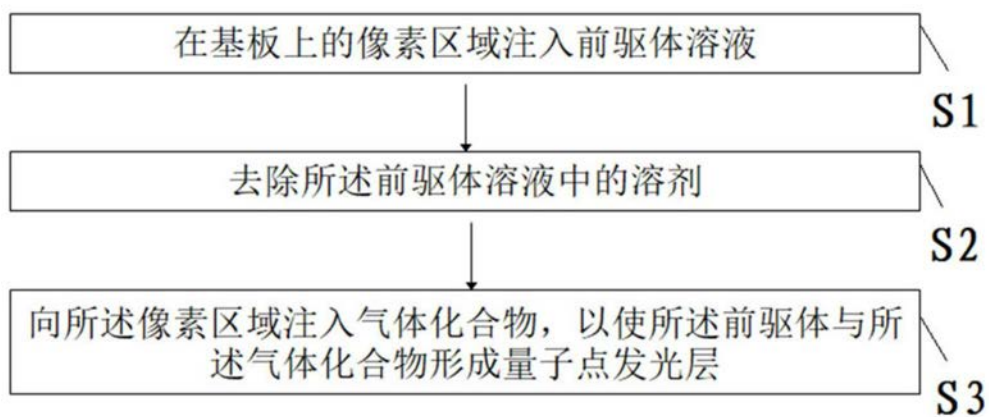 在基板上的像素区域注入前驱体溶液
S1
去除所述前驱体溶液中的溶剂
S2
向所述像素区域注入气体化合物，以使所述前驱体与所
述气体化合物形成量子点发光层
S3